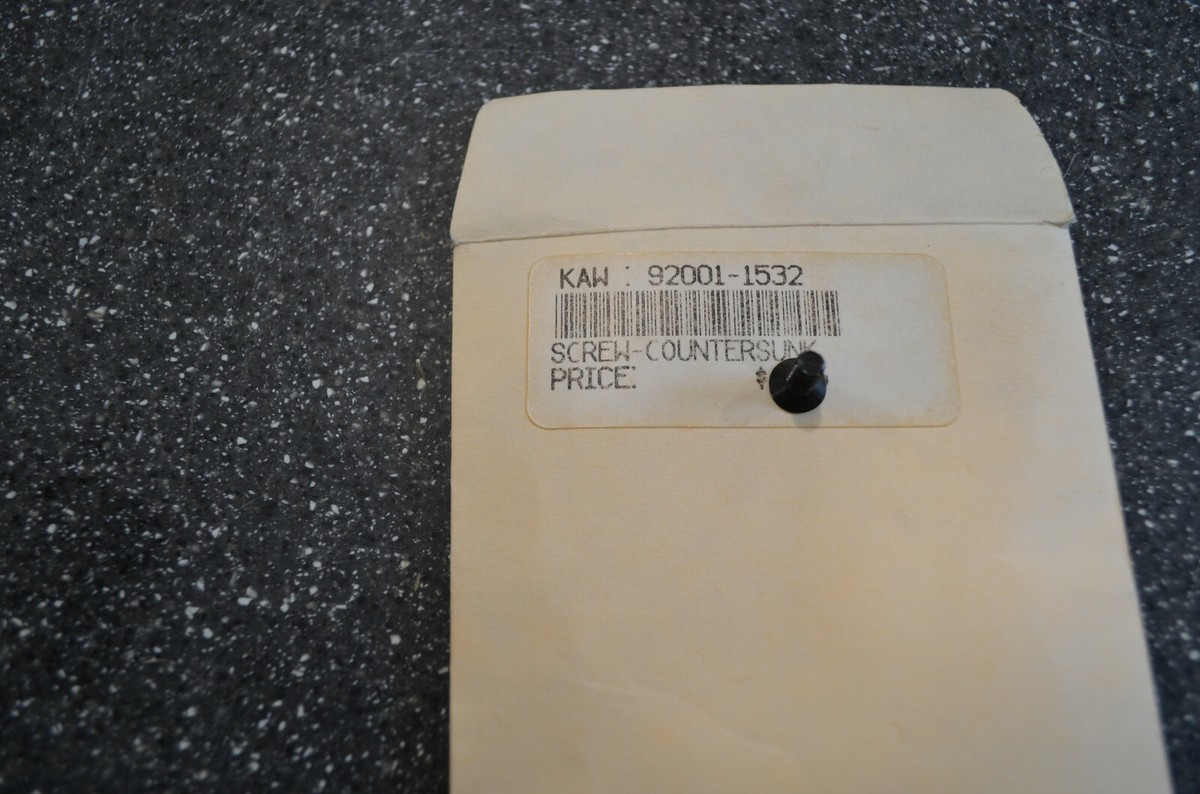 KAW : 92001-1532
SCREW-COUNTERSUNK
PRICE: $